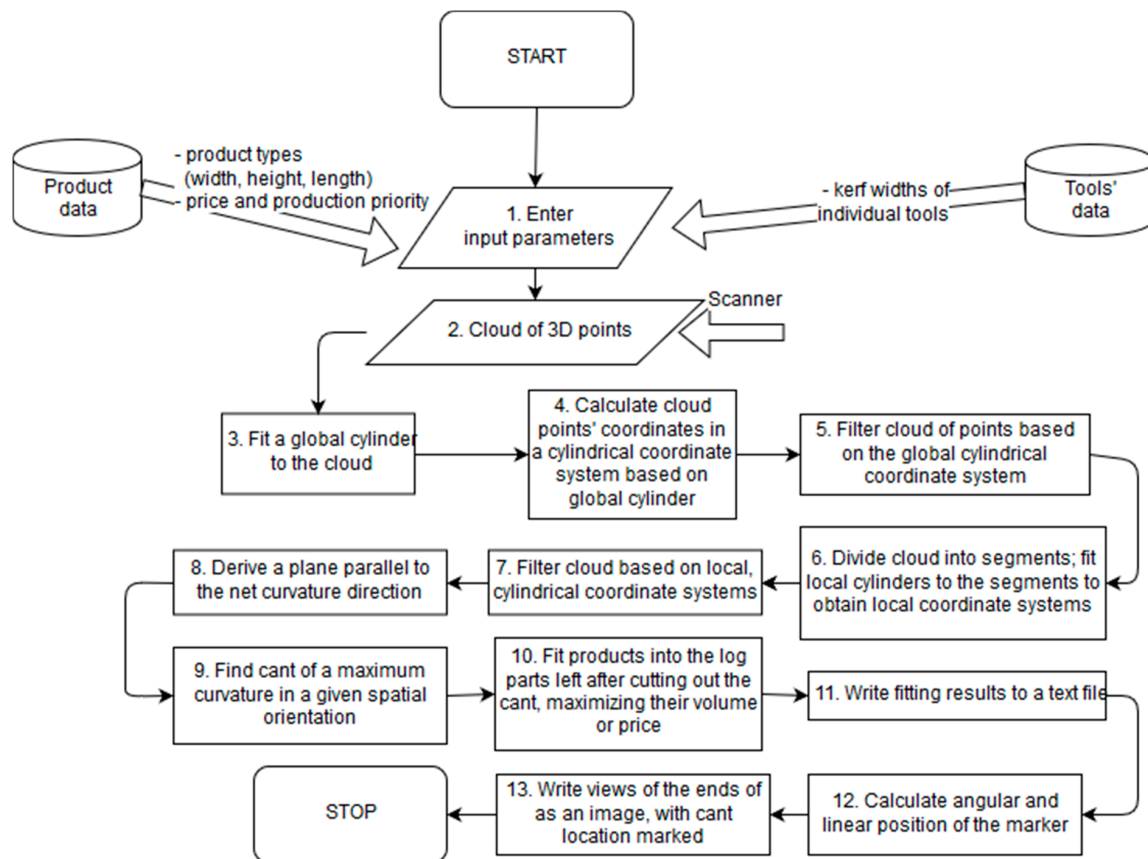 START
Product
data
- product types
(width, height, length)
- price and production priority
1. Enter
input parameters
- kerf widths of
individual tools
Tools'
data
2. Cloud of 3D points
Scanner
3. Fit a global cylinder
to the cloud
4. Calculate cloud
points' coordinates in
a cylindrical coordinate
system based on
global cylinder
5. Filter cloud of points based
on the global cylindrical
coordinate system
6. Divide cloud into segments; fit
local cylinders to the segments to
obtain local coordinate systems
7. Filter cloud based on local,
cylindrical coordinate systems
8. Derive a plane parallel to
the net curvature direction
9. Find cant of a maximum
curvature in a given spatial
orientation
10. Fit products into the log
parts left after cutting out the
cant, maximizing their volume
or price
11. Write fitting results to a text file
12. Calculate angular and
linear position of the marker
13. Write views of the ends of
as an image, with cant
location marked
STOP